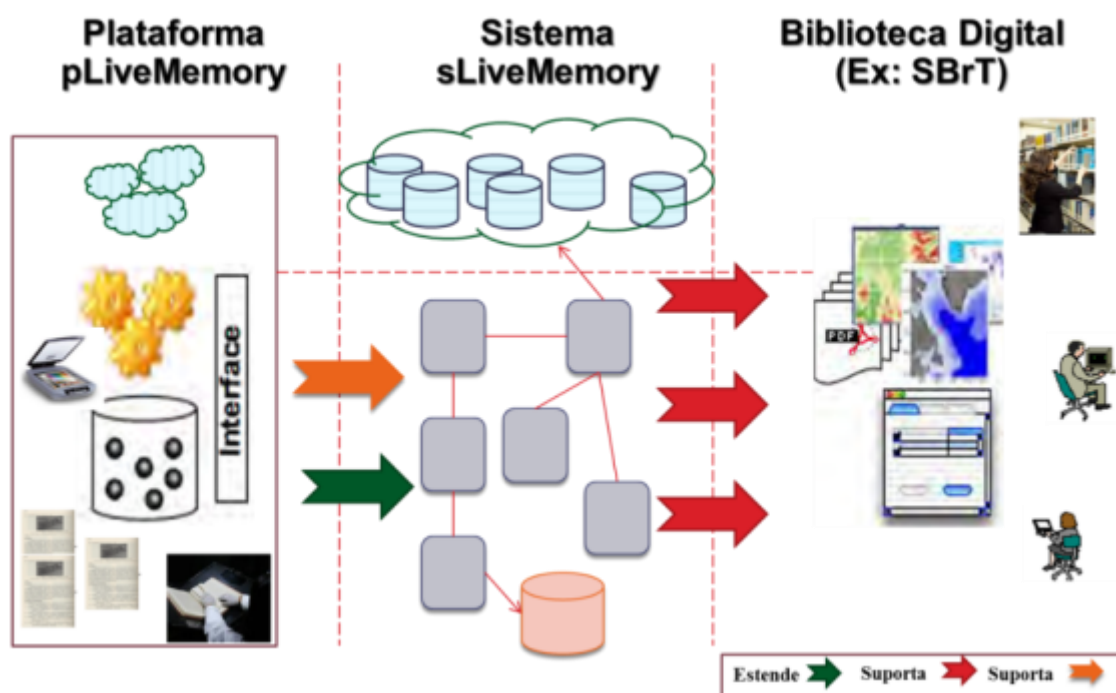 Plataforma
pLiveMemory
Sistema
sLiveMemory
Biblioteca Digital
(Ex: SBrT)
Interface
PDF
Estende Suporta Suporta